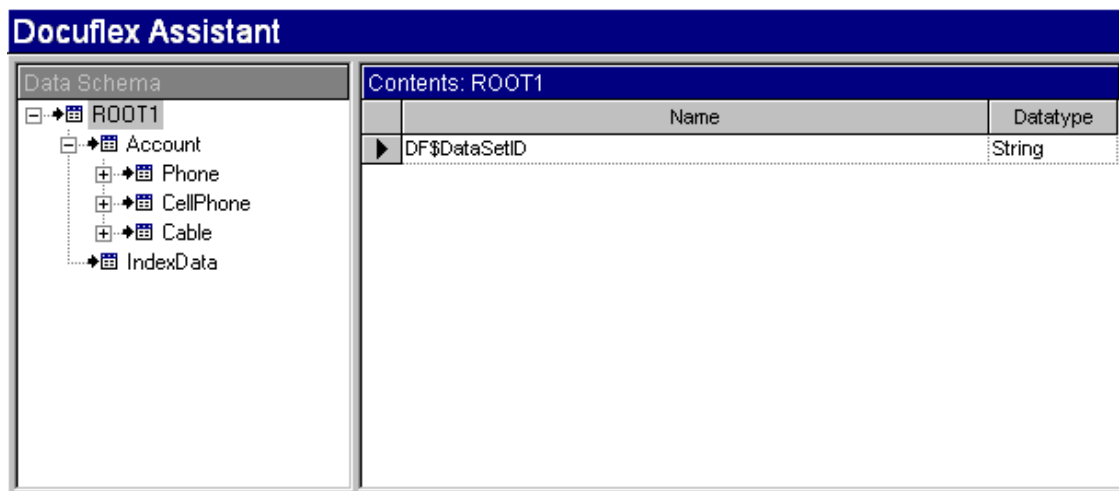 Docuflex Assistant
Data Schema
ROOT1
Account
Phone
CellPhone
Cable
IndexData
Contents: ROOT1
Name Datatype
DF$DataSetID String